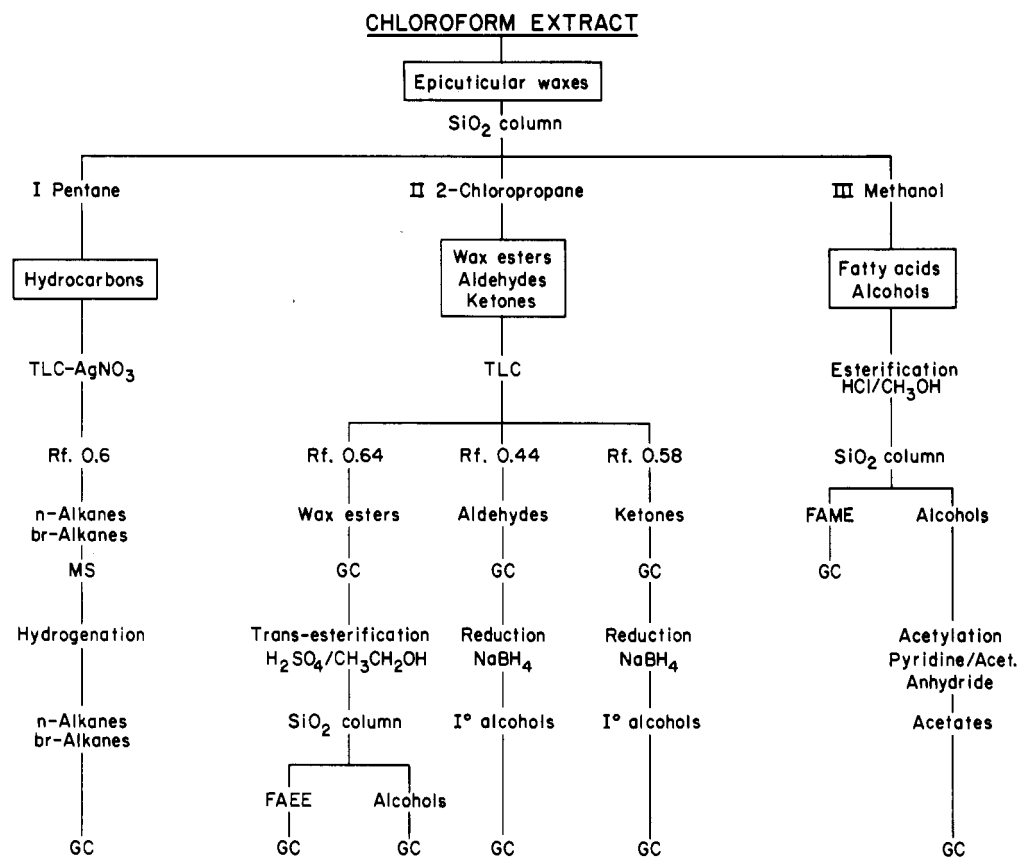 CHLOROFORM EXTRACT
Epicuticular waxes
SiO₂ column
I Pentane
II 2-Chloropropane
III Methanol
Hydrocarbons
Wax esters
Aldehydes
Ketones
Fatty acids
Alcohols
TLC-AgNO₃
TLC
Esterification
HCl/CH₃OH
Rf. 0.6
Rf. 0.64
Rf. 0.44
Rf. 0.58
SiO₂ column
n-Alkanes
br-Alkanes
Wax esters
Aldehydes
Ketones
FAME
Alcohols
MS
GC
GC
GC
GC
Hydrogenation
Trans-esterification
H₂SO₄/CH₃CH₂OH
Reduction
NaBH₄
Reduction
NaBH₄
Acetylation
Pyridine/Acet.
Anhydride
n-Alkanes
br-Alkanes
SiO₂ column
I° alcohols
I° alcohols
Acetates
FAEE
Alcohols
GC
GC
GC
GC
GC
GC